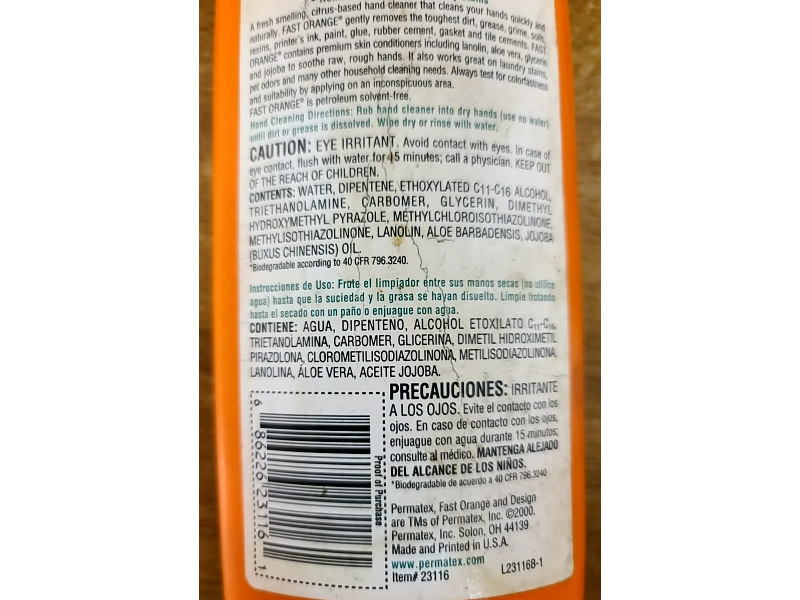 A fresh smelling, citrus-based hand cleaner that cleans your hands quickly and
naturally. FAST ORANGE® gently removes the toughest dirt, grease, grime, soils,
resins, printer's ink, paint, glue, rubber cement, gasket and tile cements. FAST
ORANGE® contains premium skin conditioners including lanolin, aloe vera, glycerin
and jojoba to soothe raw, rough hands. It also works great on laundry stains,
pet odors and many other household cleaning needs. Always test for colorfastness
and suitability by applying on an inconspicuous area.
FAST ORANGE® is petroleum solvent-free.
Hand Cleaning Directions: Rub hand cleaner into dry hands (use no water)
until dirt or grease is dissolved. Wipe dry or rinse with water.
CAUTION: EYE IRRITANT. Avoid contact with eyes. In case of
eye contact, flush with water for 15 minutes; call a physician. KEEP OUT
OF THE REACH OF CHILDREN.
CONTENTS: WATER, DIPENTENE, ETHOXYLATED C11-C16 ALCOHOL,
TRIETHANOLAMINE, CARBOMER, GLYCERIN, DIMETHYL
HYDROXYMETHYL PYRAZOLE, METHYLCHLOROISOTHIAZOLINONE,
METHYLISOTHIAZOLINONE, LANOLIN, ALOE BARBADENSIS, JOJOBA
(BUXUS CHINENSIS) OIL.
*Biodegradable according to 40 CFR 796.3240.
Instrucciones de Uso: Frote el limpiador entre sus manos secas (no utilice
agua) hasta que la suciedad y la grasa se hayan disuelto. Limpie frotando
hasta el secado con un paño o enjuague con agua.
CONTIENE: AGUA, DIPENTENO, ALCOHOL ETOXILATO C11-C16,
TRIETANOLAMINA, CARBOMER, GLICERINA, DIMETIL HIDROXIMETIL
PIRAZOLONA, CLOROMETILISODIAZOLINONA, METILISODIAZOLINONA,
LANOLINA, ÁLOE VERA, ACEITE JOJOBA.
PRECAUCIONES: IRRITANTE
A LOS OJOS. Evite el contacto con los
ojos. En caso de contacto con los ojos,
enjuague con agua durante 15 minutos;
consulte al médico. MANTENGA ALEJADO
DEL ALCANCE DE LOS NIÑOS.
*Biodegradable de acuerdo a 40 CFR 796.3240
Permatex, Fast Orange and Design
are TMs of Permatex, Inc. ©2000.
Permatex, Inc. Solon, OH 44139
Made and Printed in U.S.A.
www.permatex.com
Item# 23116
L23116B-1
Proof of Purchase
6 86226 23116 1